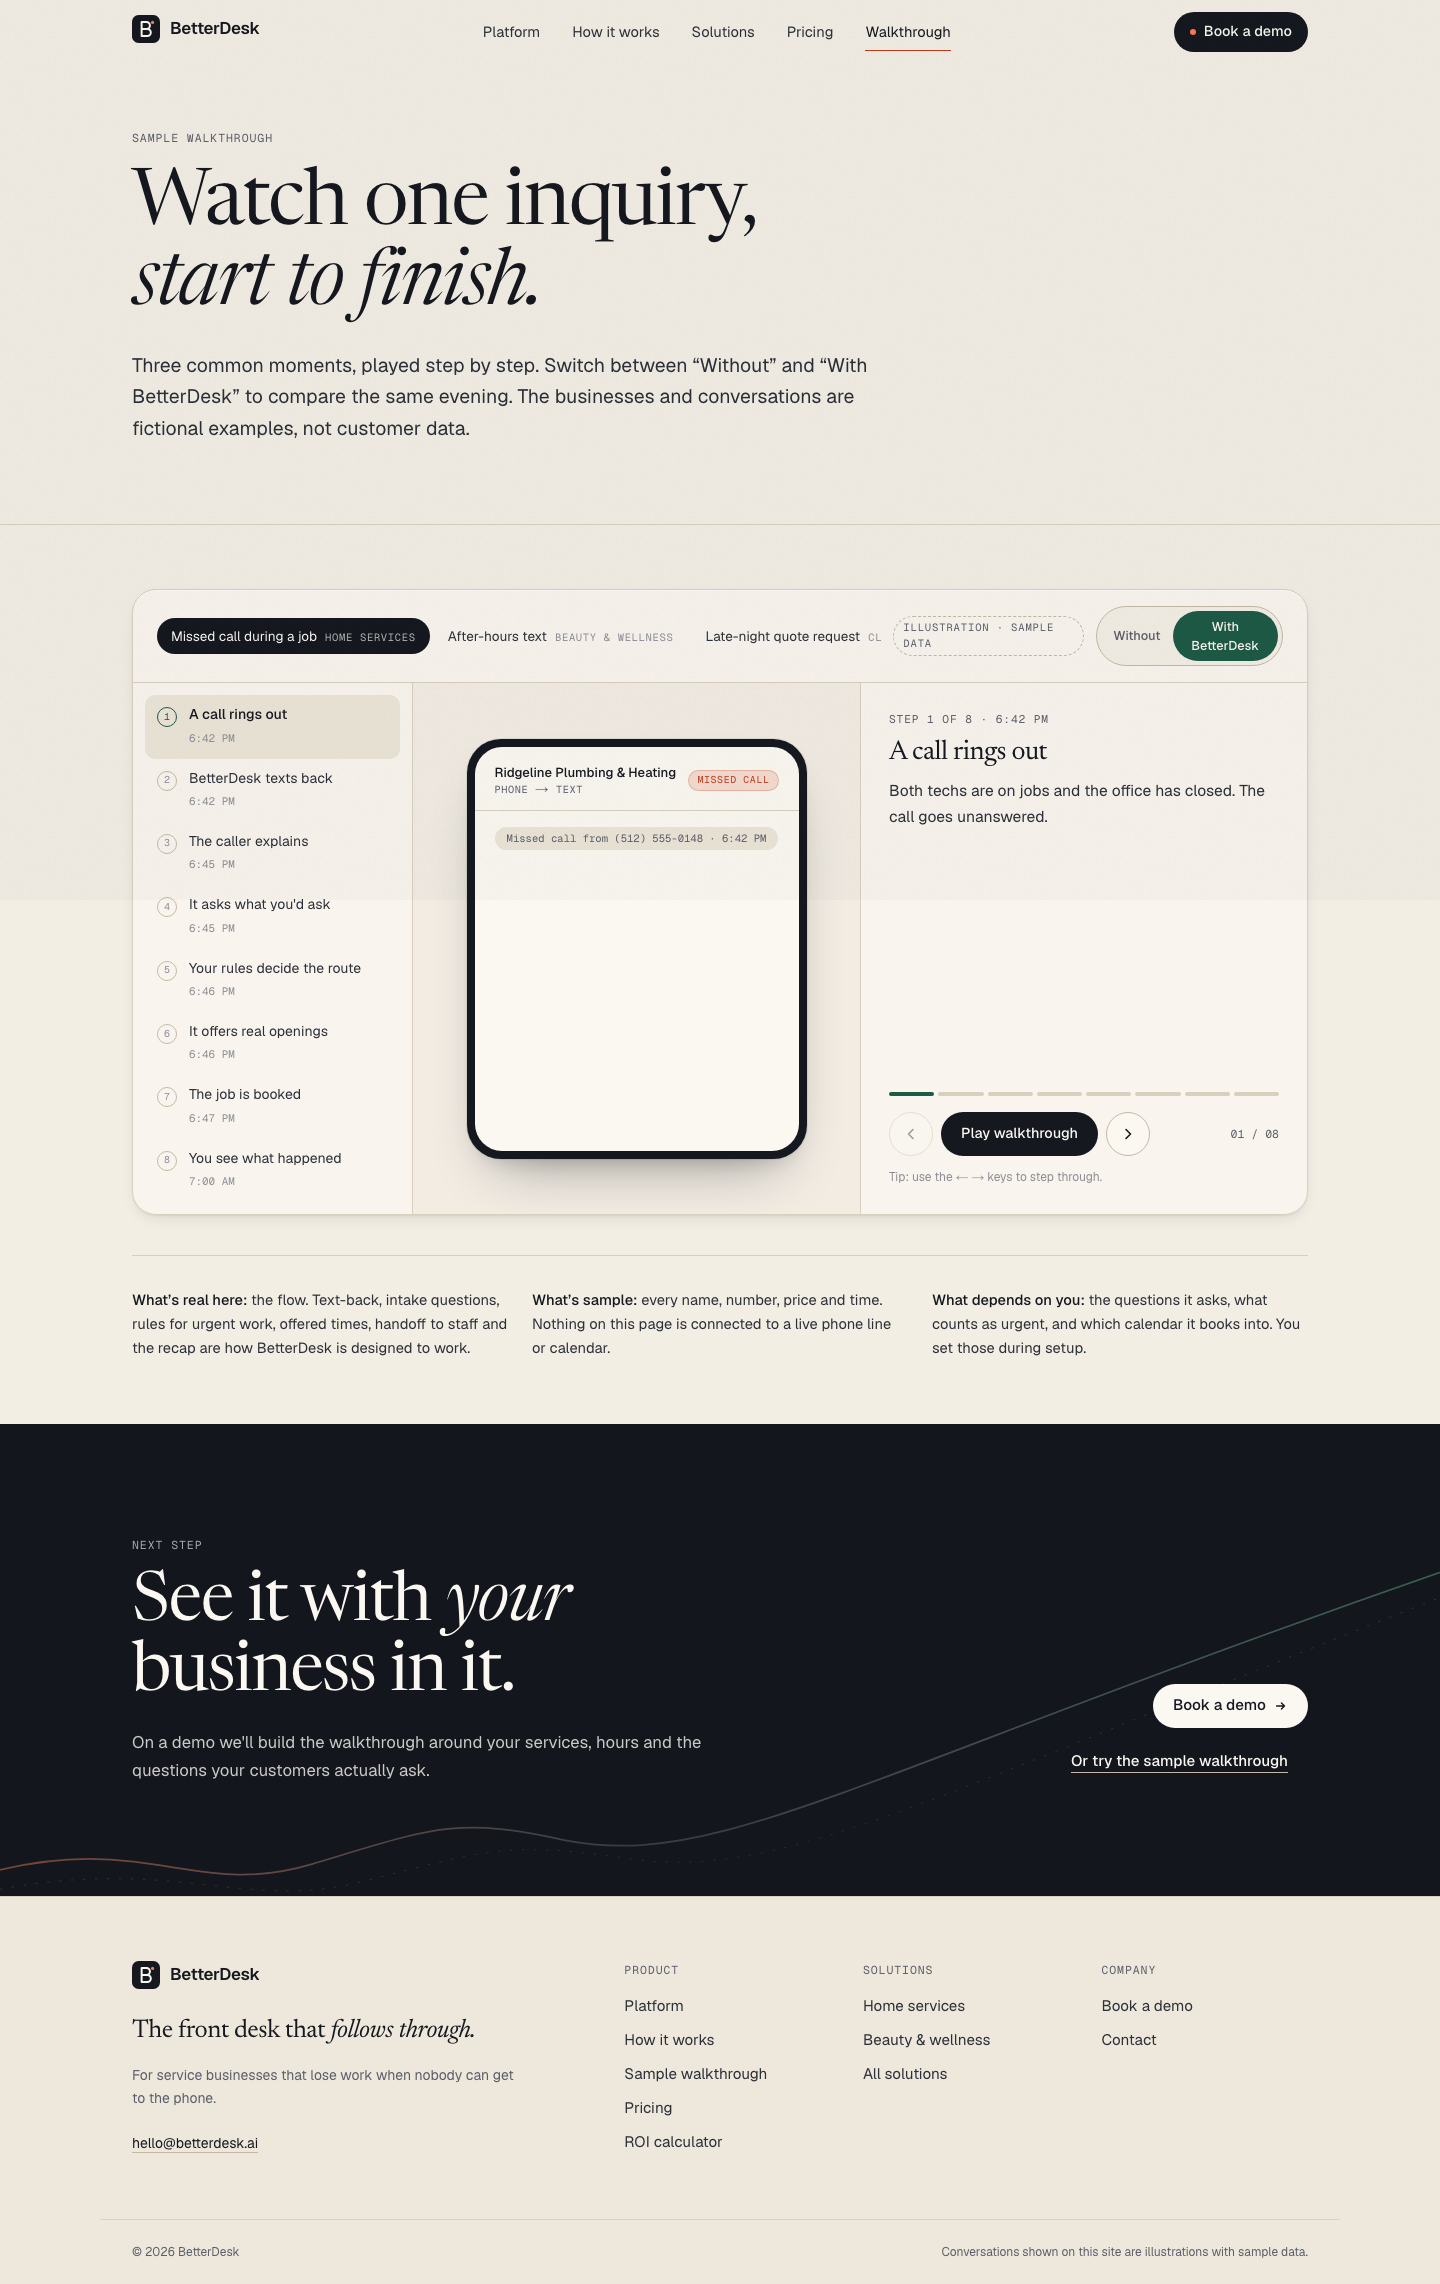 BetterDesk
Platform
How it works
Solutions
Pricing
Walkthrough
Book a demo
SAMPLE WALKTHROUGH
Watch one inquiry,
start to finish.
Three common moments, played step by step. Switch between “Without” and “With
BetterDesk” to compare the same evening. The businesses and conversations are
fictional examples, not customer data.
Missed call during a job HOME SERVICES
After-hours text BEAUTY & WELLNESS
Late-night quote request CL
ILLUSTRATION · SAMPLE
DATA
Without
With
BetterDesk
1 A call rings out
6:42 PM
2 BetterDesk texts back
6:42 PM
3 The caller explains
6:45 PM
4 It asks what you'd ask
6:45 PM
5 Your rules decide the route
6:46 PM
6 It offers real openings
6:46 PM
7 The job is booked
6:47 PM
8 You see what happened
7:00 AM
Ridgeline Plumbing & Heating
PHONE → TEXT
MISSED CALL
Missed call from (512) 555-0148 · 6:42 PM
STEP 1 OF 8 · 6:42 PM
A call rings out
Both techs are on jobs and the office has closed. The
call goes unanswered.
Play walkthrough
01 / 08
Tip: use the ← → keys to step through.
What’s real here: the flow. Text-back, intake questions,
rules for urgent work, offered times, handoff to staff and
the recap are how BetterDesk is designed to work.
What’s sample: every name, number, price and time.
Nothing on this page is connected to a live phone line
or calendar.
What depends on you: the questions it asks, what
counts as urgent, and which calendar it books into. You
set those during setup.
NEXT STEP
See it with your
business in it.
On a demo we'll build the walkthrough around your services, hours and the
questions your customers actually ask.
Book a demo →
Or try the sample walkthrough
BetterDesk
The front desk that follows through.
For service businesses that lose work when nobody can get
to the phone.
hello@betterdesk.ai
PRODUCT
Platform
How it works
Sample walkthrough
Pricing
ROI calculator
SOLUTIONS
Home services
Beauty & wellness
All solutions
COMPANY
Book a demo
Contact
© 2026 BetterDesk
Conversations shown on this site are illustrations with sample data.